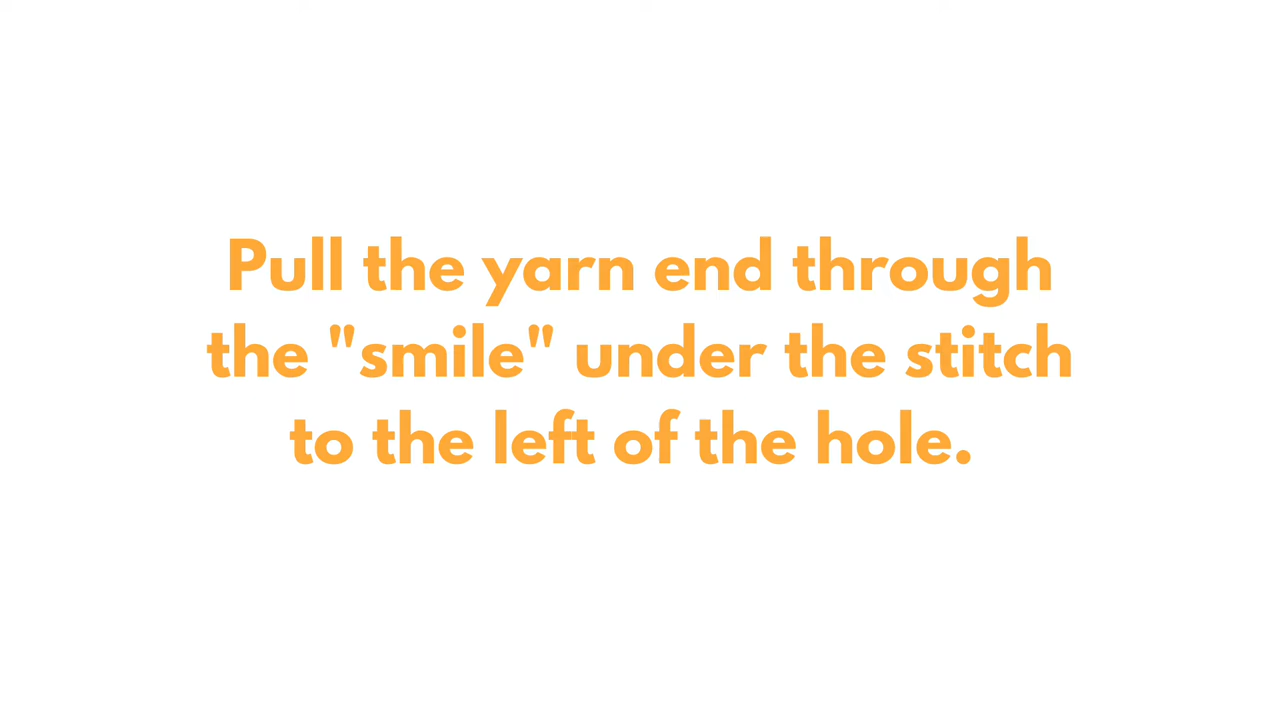 Pull the yarn end through
the "smile" under the stitch
to the left of the hole.